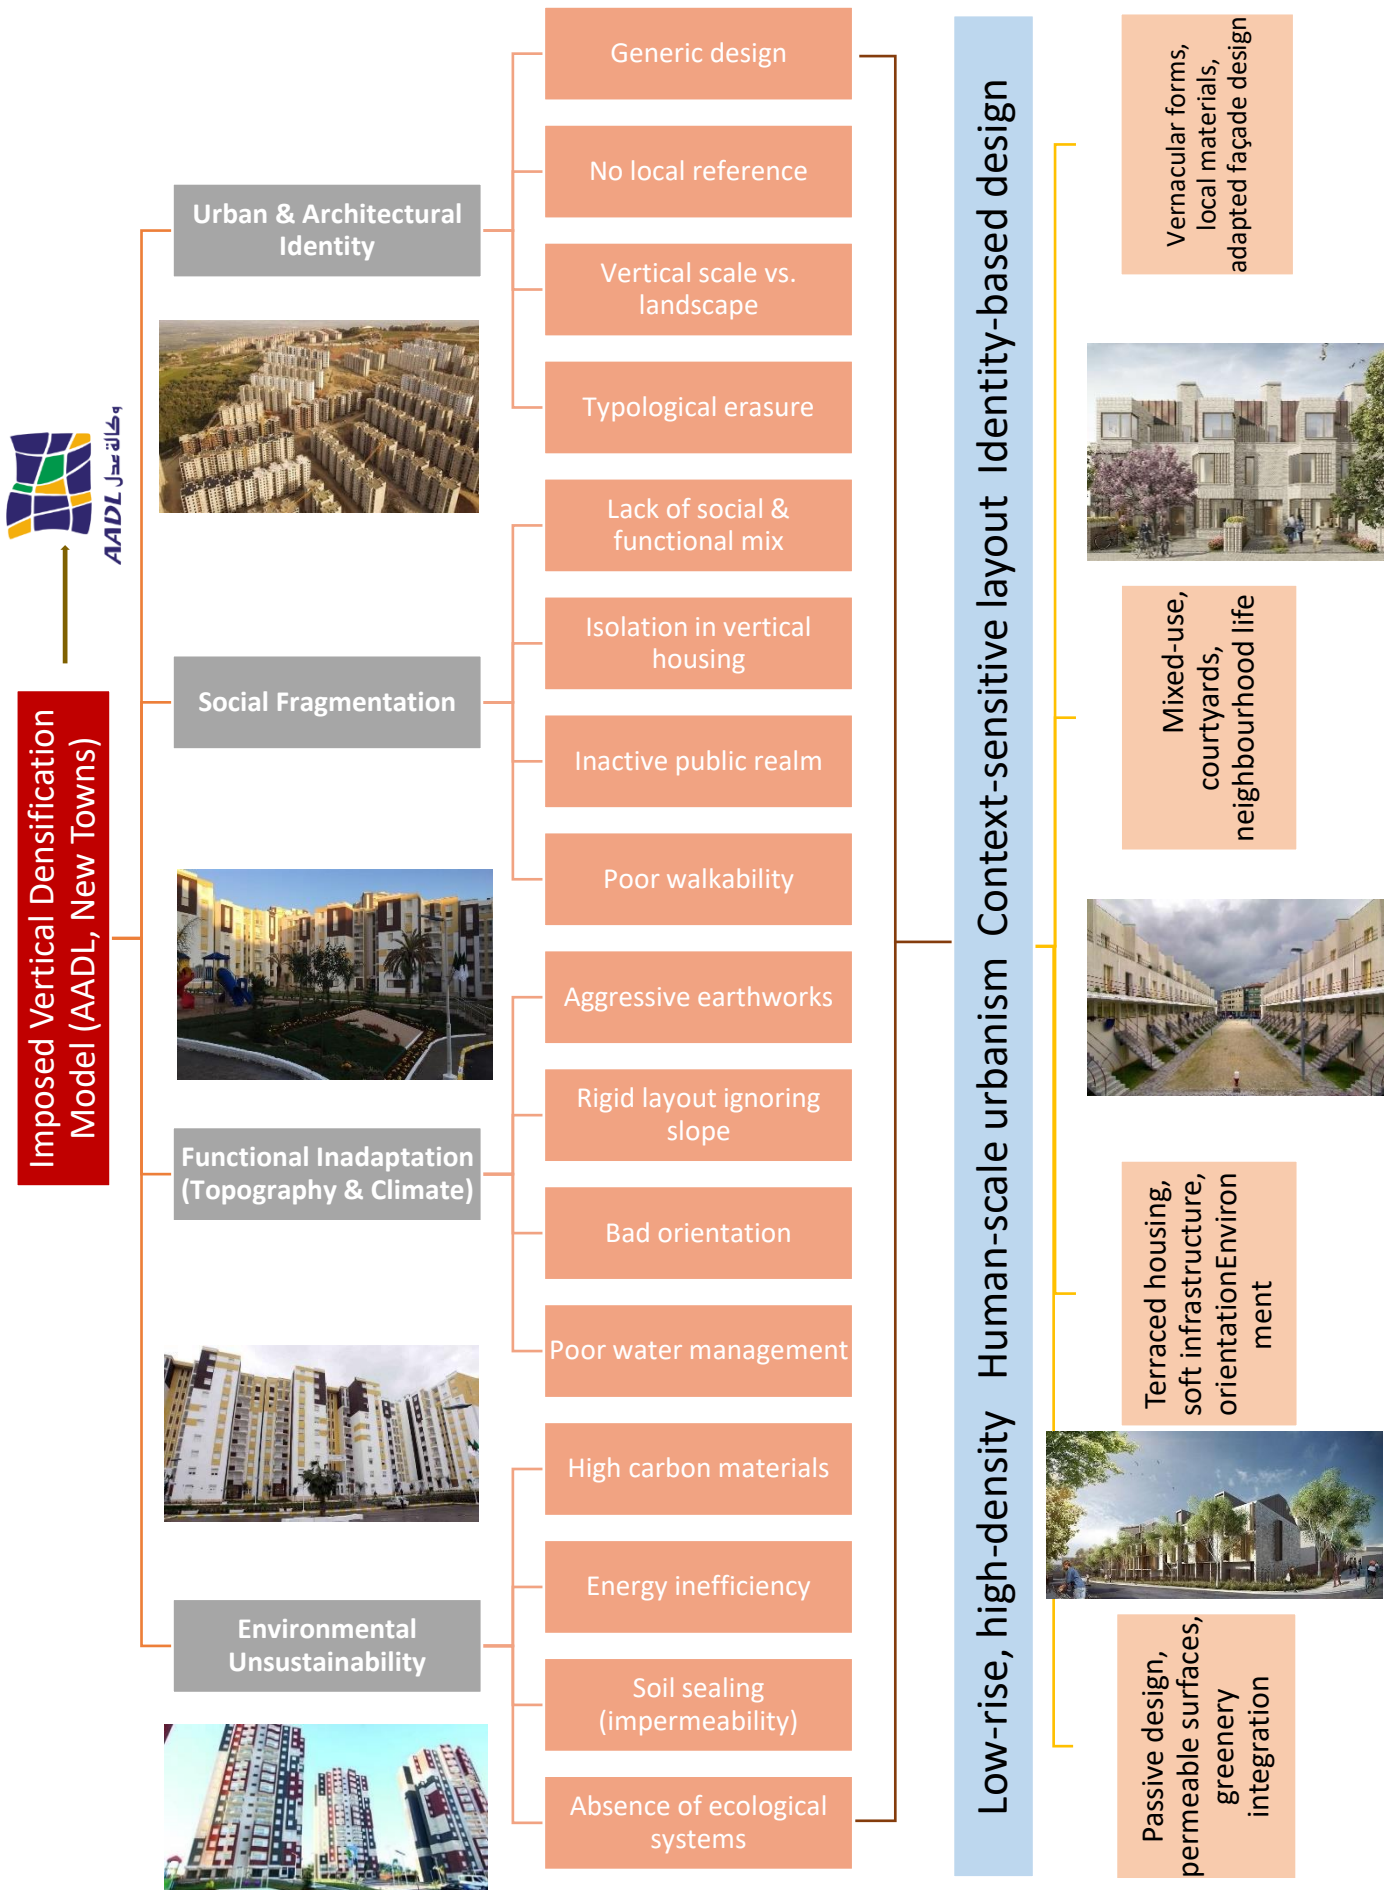 وكالة عدل AADL
Imposed Vertical Densification
Model (AADL, New Towns)
Urban & Architectural
Identity
Generic design
No local reference
Vertical scale vs.
landscape
Typological erasure
Social Fragmentation
Lack of social &
functional mix
Isolation in vertical
housing
Inactive public realm
Poor walkability
Functional Inadaptation
(Topography & Climate)
Aggressive earthworks
Rigid layout ignoring
slope
Bad orientation
Poor water management
Environmental
Unsustainability
High carbon materials
Energy inefficiency
Soil sealing
(impermeability)
Absence of ecological
systems
Low-rise, high-density Human-scale urbanism Context-sensitive layout Identity-based design
Vernacular forms,
local materials,
adapted façade design
Mixed-use,
courtyards,
neighbourhood life
Terraced housing,
soft infrastructure,
orientationEnviron
ment
Passive design,
permeable surfaces,
greenery
integration